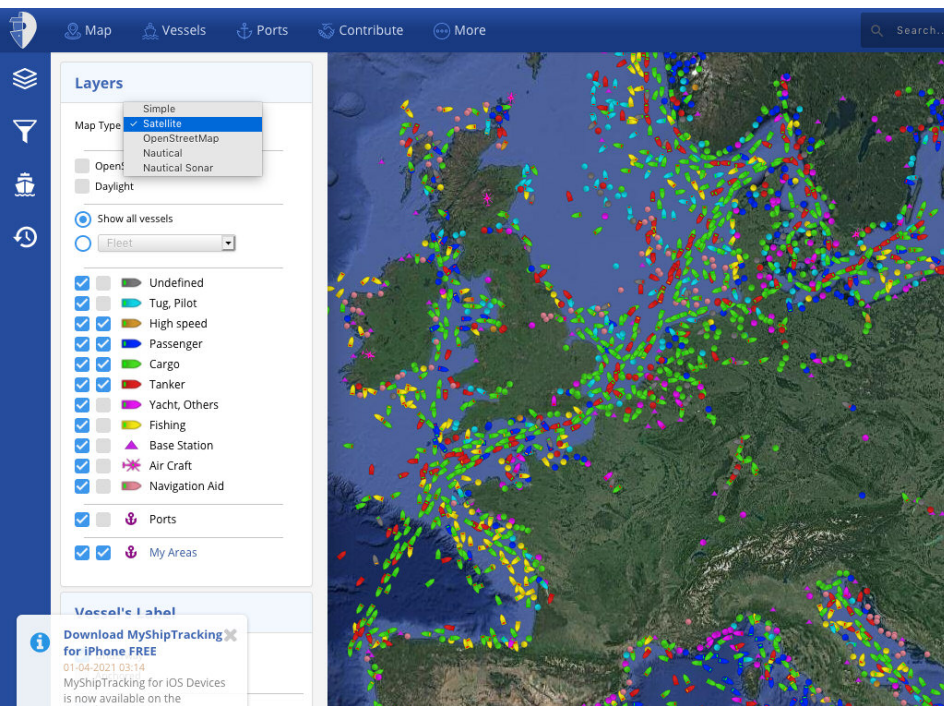 Map
Vessels
Ports
Contribute
More
Search..
Layers
Map Type
Simple
✓ Satellite
OpenStreetMap
Nautical
Nautical Sonar
OpenS
Daylight
Show all vessels
Fleet
Undefined
Tug, Pilot
High speed
Passenger
Cargo
Tanker
Yacht, Others
Fishing
Base Station
Air Craft
Navigation Aid
Ports
My Areas
Vessel's Label
Download MyShipTracking
for iPhone FREE
01-04-2021 03:14
MyShipTracking for iOS Devices
is now available on the